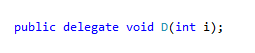 public delegate void D(int i);